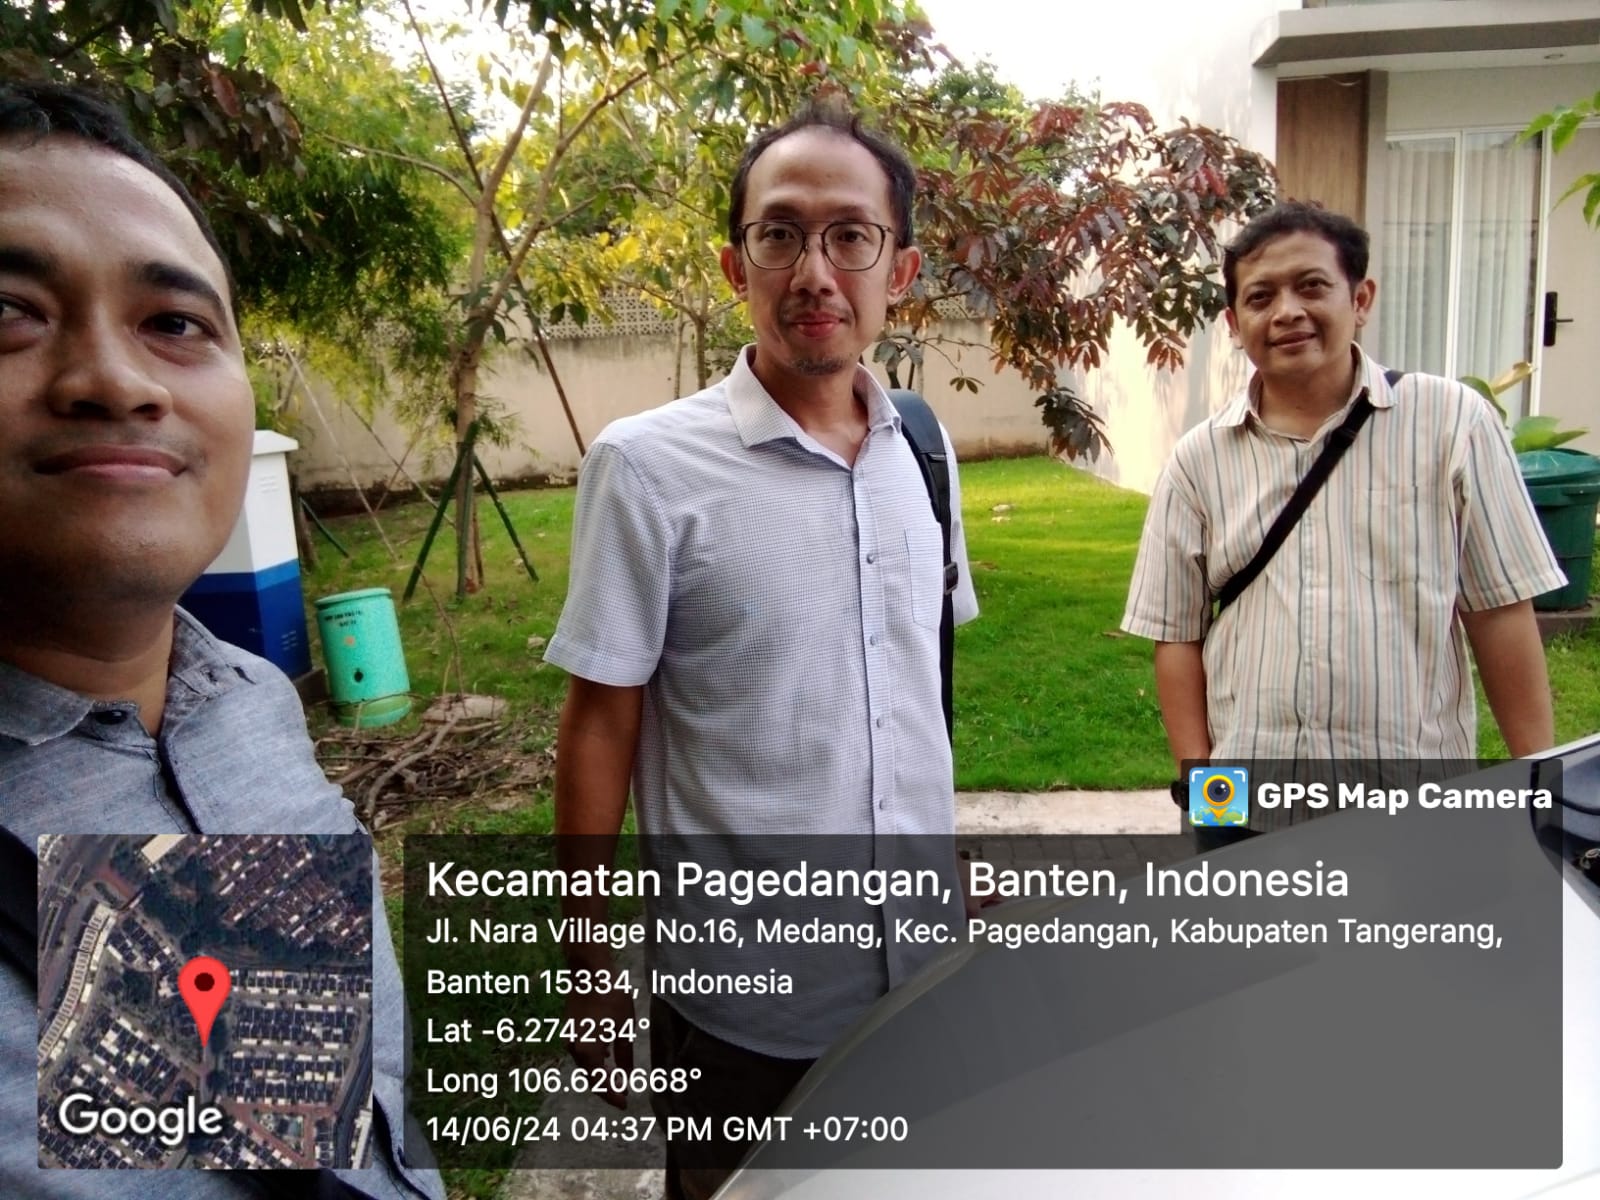 GPS Map Camera
Kecamatan Pagedangan, Banten, Indonesia
Jl. Nara Village No.16, Medang, Kec. Pagedangan, Kabupaten Tangerang,
Banten 15334, Indonesia
Lat -6.274234°
Long 106.620668°
14/06/24 04:37 PM GMT +07:00
Google